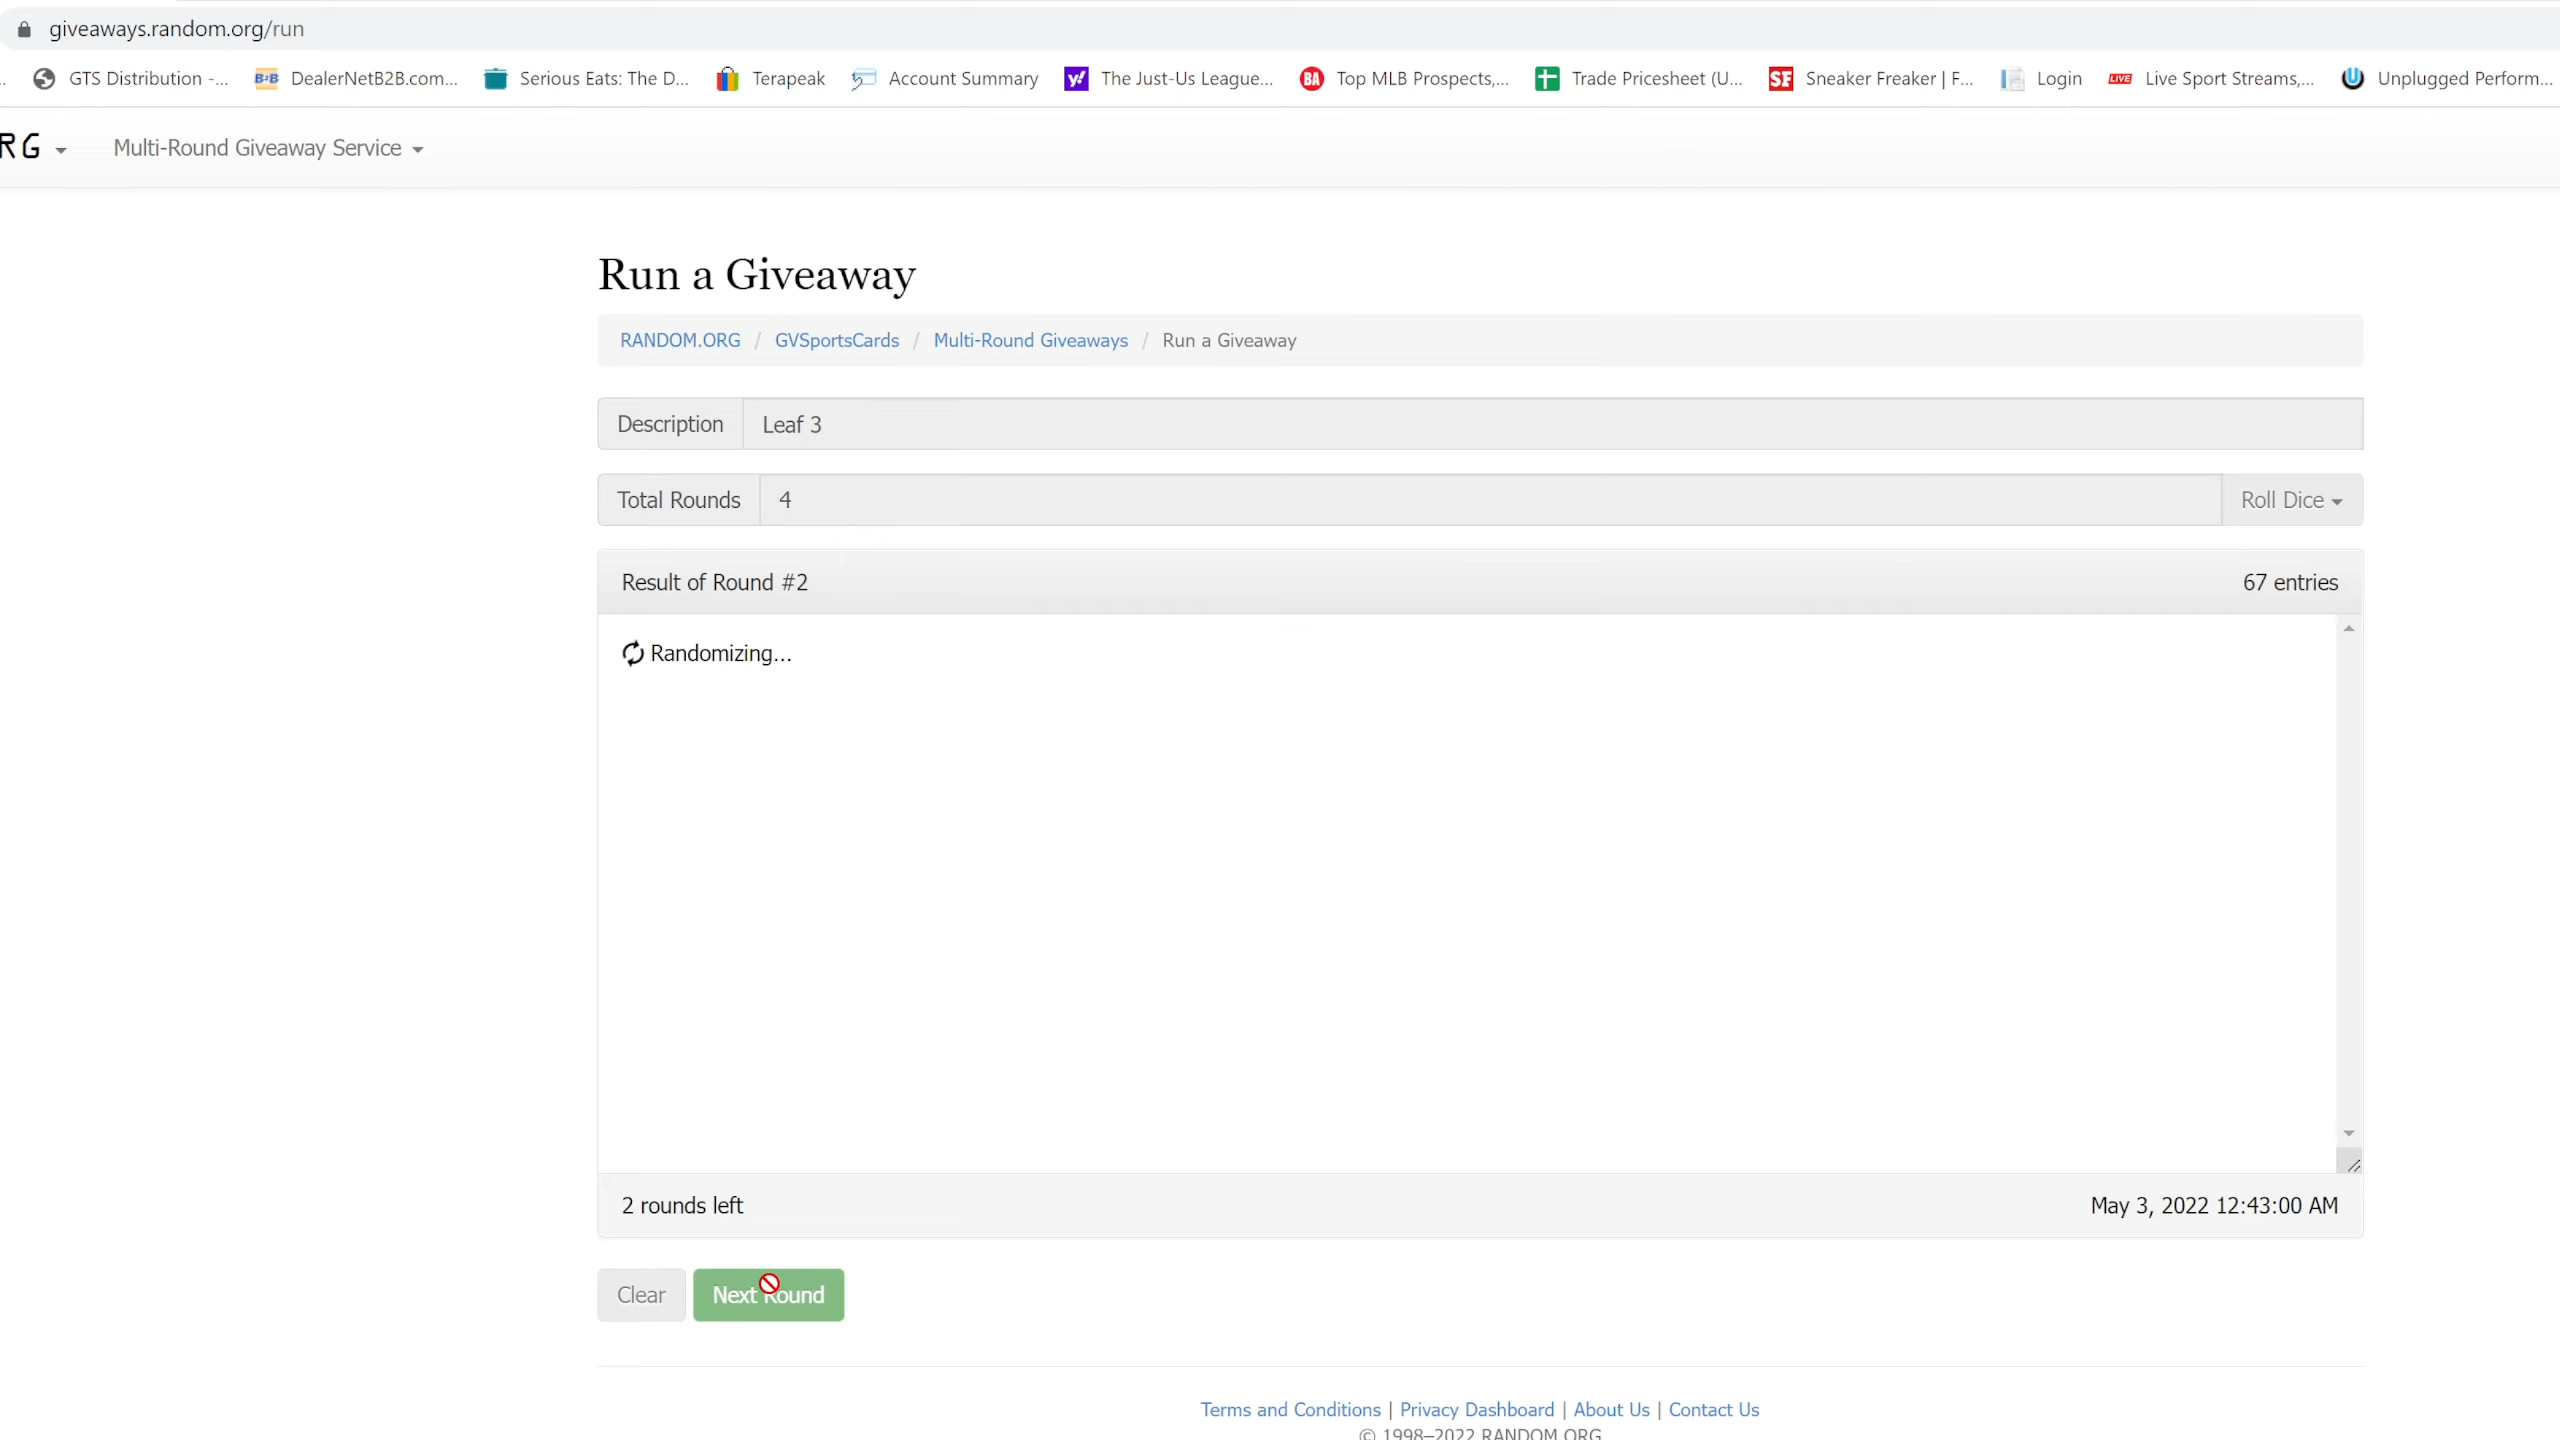 giveaways.random.org/run
GTS Distribution -... DealerNetB2B.com... Serious Eats: The D... Terapeak Account Summary The Just-Us League... Top MLB Prospects,... Trade Pricesheet (U... Sneaker Freaker | F... Login Live Sport Streams,... Unplugged Perform...
RG Multi-Round Giveaway Service
Run a Giveaway
RANDOM.ORG / GVSportsCards / Multi-Round Giveaways / Run a Giveaway
Description Leaf 3
Total Rounds 4 Roll Dice
Result of Round #2 67 entries
Randomizing...
2 rounds left May 3, 2022 12:43:00 AM
Clear Next Round
Terms and Conditions | Privacy Dashboard | About Us | Contact Us
© 1998–2022 RANDOM.ORG